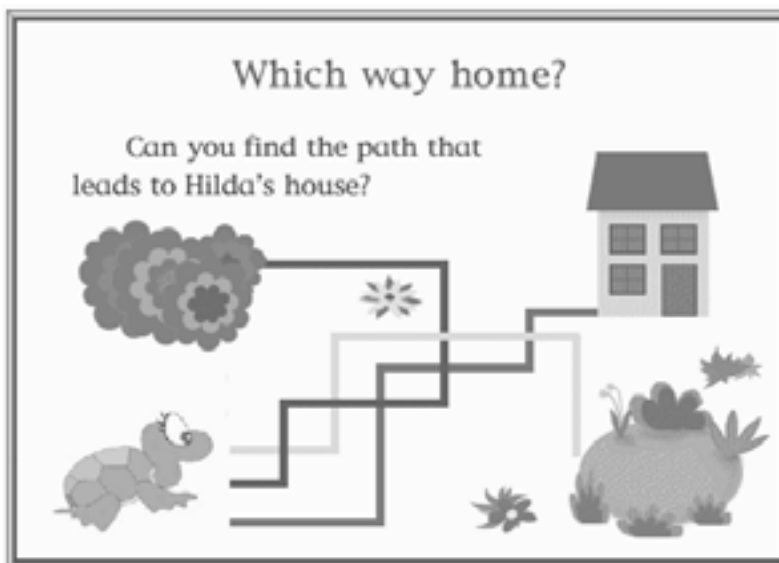 Which way home?
Can you find the path that
leads to Hilda's house?